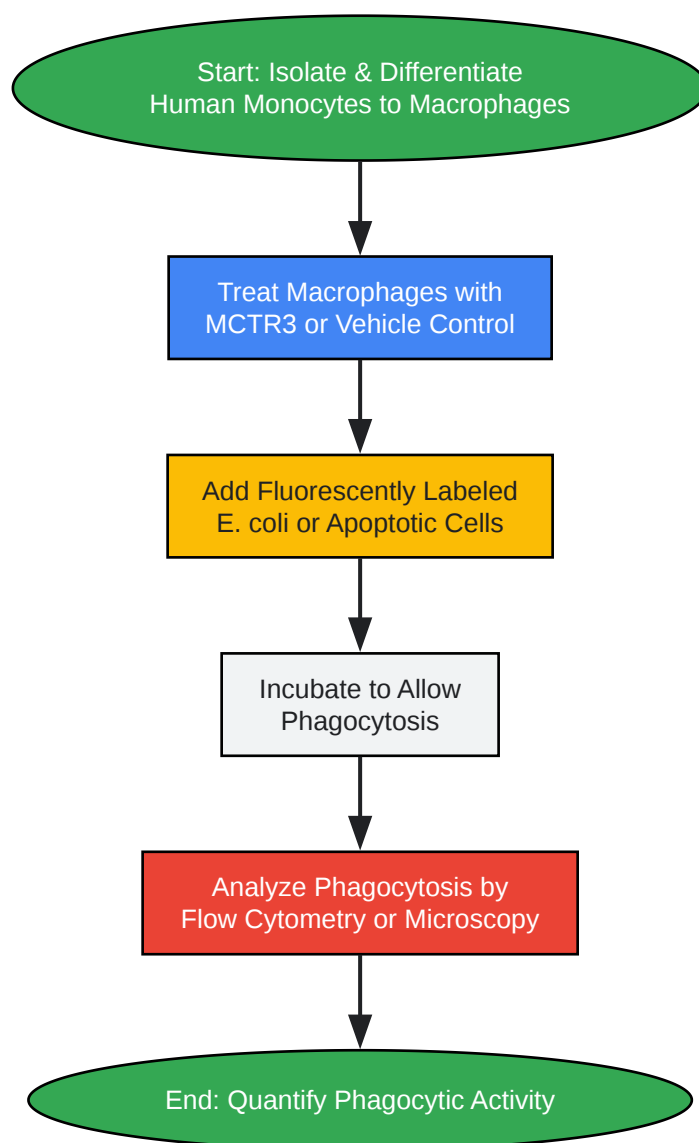 Start: Isolate & Differentiate
Human Monocytes to Macrophages
Treat Macrophages with
MCTR3 or Vehicle Control
Add Fluorescently Labeled
E. coli or Apoptotic Cells
Incubate to Allow
Phagocytosis
Analyze Phagocytosis by
Flow Cytometry or Microscopy
End: Quantify Phagocytic Activity